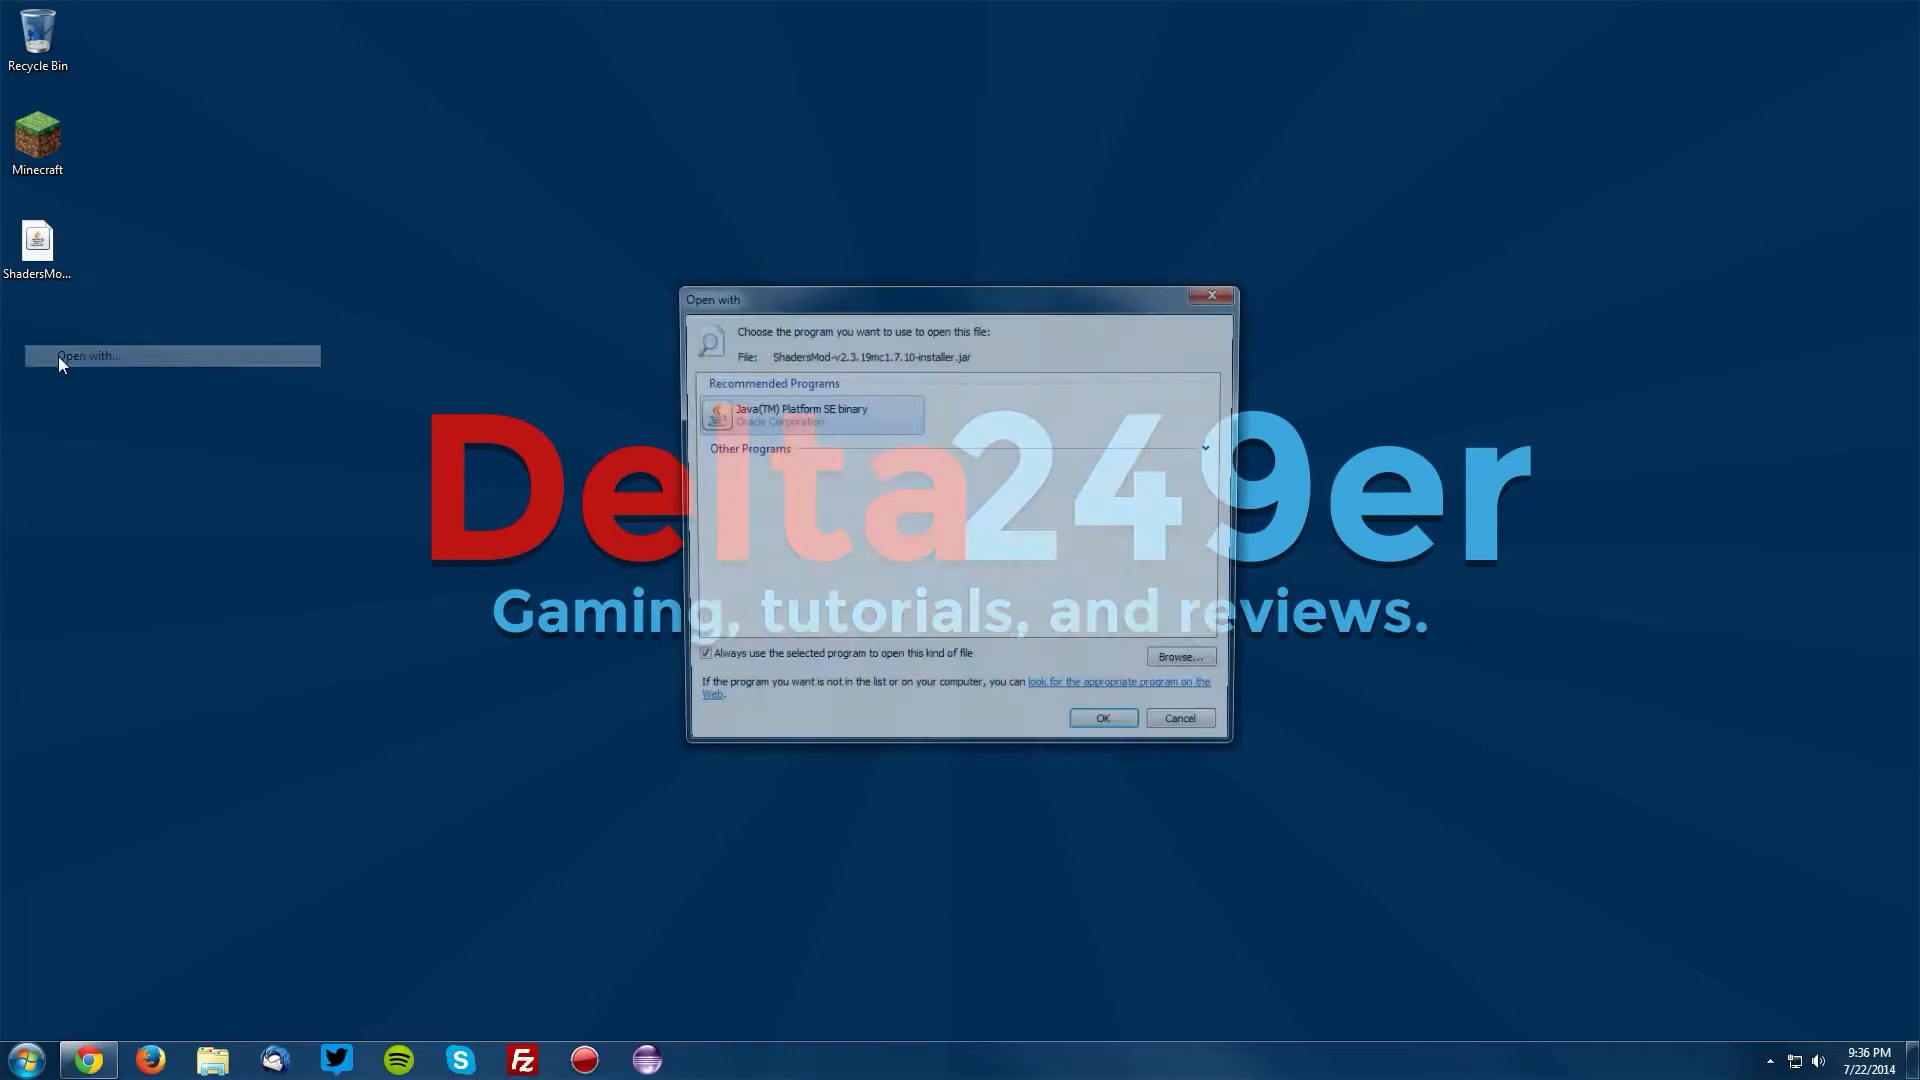 Recycle Bin
Minecraft
ShadersMo...
Open with...
Open with
Choose the program you want to use to open this file:
File: ShadersMod-v2.3.19mc1.7.10-installer.jar
Recommended Programs
Java(TM) Platform SE binary
Oracle Corporation
Other Programs
Delta249er
Gaming, tutorials, and reviews.
Always use the selected program to open this kind of file
Browse...
If the program you want is not in the list or on your computer, you can look for the appropriate program on the
Web.
OK
Cancel
9:36 PM
7/22/2014